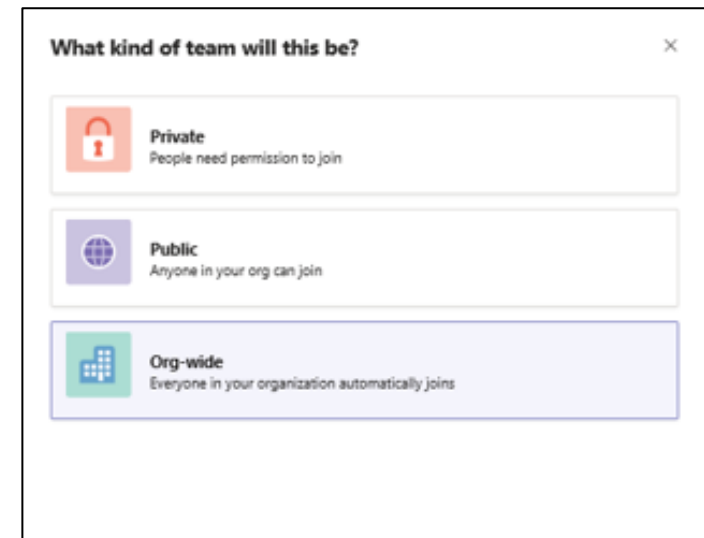 What kind of team will this be?
Private
People need permission to join
Public
Anyone in your org can join
Org-wide
Everyone in your organization automatically joins